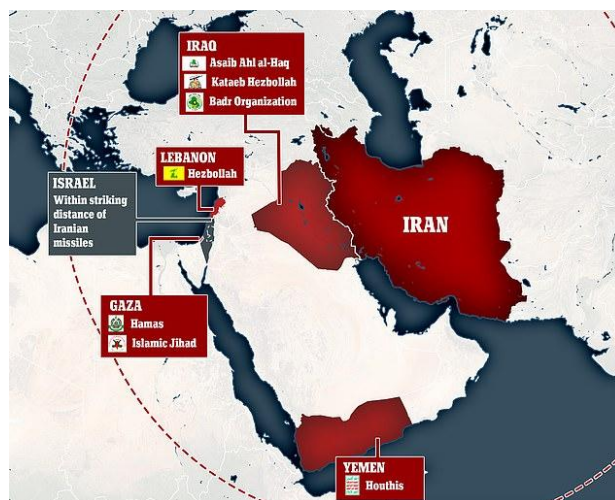 IRAQ
Asaib Ahl al-Haq
Kataeb Hezbollah
Badr Organization
LEBANON
Hezbollah
ISRAEL
Within striking
distance of
Iranian
missiles
IRAN
GAZA
Hamas
Islamic Jihad
YEMEN
Houthis